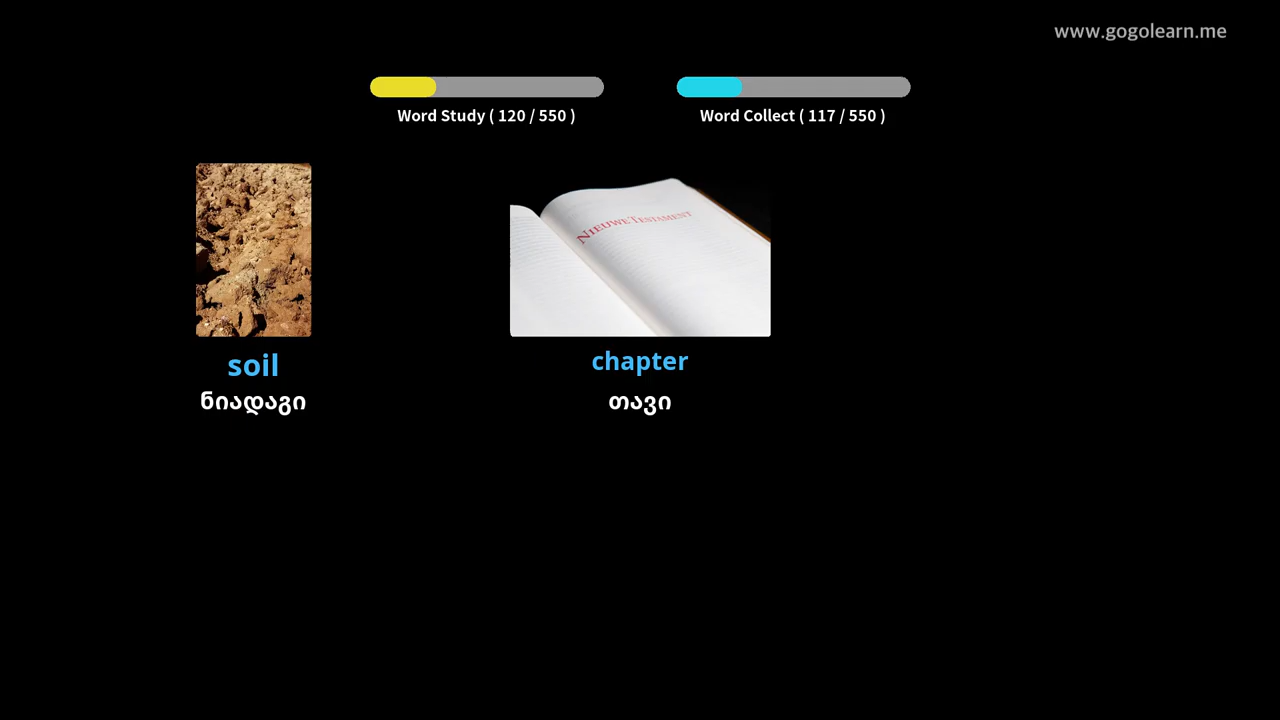 www.gogolearn.me
Word Study ( 120 / 550 )
Word Collect ( 117 / 550 )
NIEUWE TESTAMENT
soil
ნიადაგი
chapter
თავი